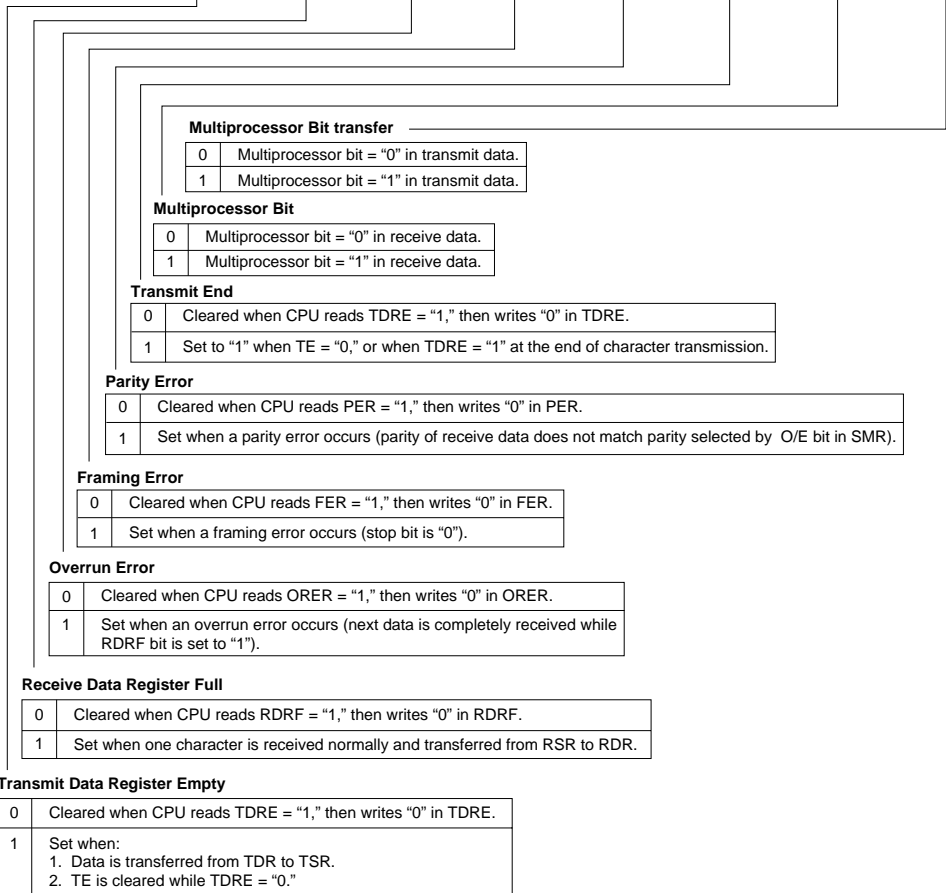 Multiprocessor Bit transfer
0 Multiprocessor bit = “0” in transmit data.
1 Multiprocessor bit = “1” in transmit data.
Multiprocessor Bit
0 Multiprocessor bit = “0” in receive data.
1 Multiprocessor bit = “1” in receive data.
Transmit End
0 Cleared when CPU reads TDRE = “1,” then writes “0” in TDRE.
1 Set to “1” when TE = “0,” or when TDRE = “1” at the end of character transmission.
Parity Error
0 Cleared when CPU reads PER = “1,” then writes “0” in PER.
1 Set when a parity error occurs (parity of receive data does not match parity selected by O/E bit in SMR).
Framing Error
0 Cleared when CPU reads FER = “1,” then writes “0” in FER.
1 Set when a framing error occurs (stop bit is “0”).
Overrun Error
0 Cleared when CPU reads ORER = “1,” then writes “0” in ORER.
1 Set when an overrun error occurs (next data is completely received while
RDRF bit is set to “1”).
Receive Data Register Full
0 Cleared when CPU reads RDRF = “1,” then writes “0” in RDRF.
1 Set when one character is received normally and transferred from RSR to RDR.
Transmit Data Register Empty
0 Cleared when CPU reads TDRE = “1,” then writes “0” in TDRE.
1 Set when:
1. Data is transferred from TDR to TSR.
2. TE is cleared while TDRE = “0.”